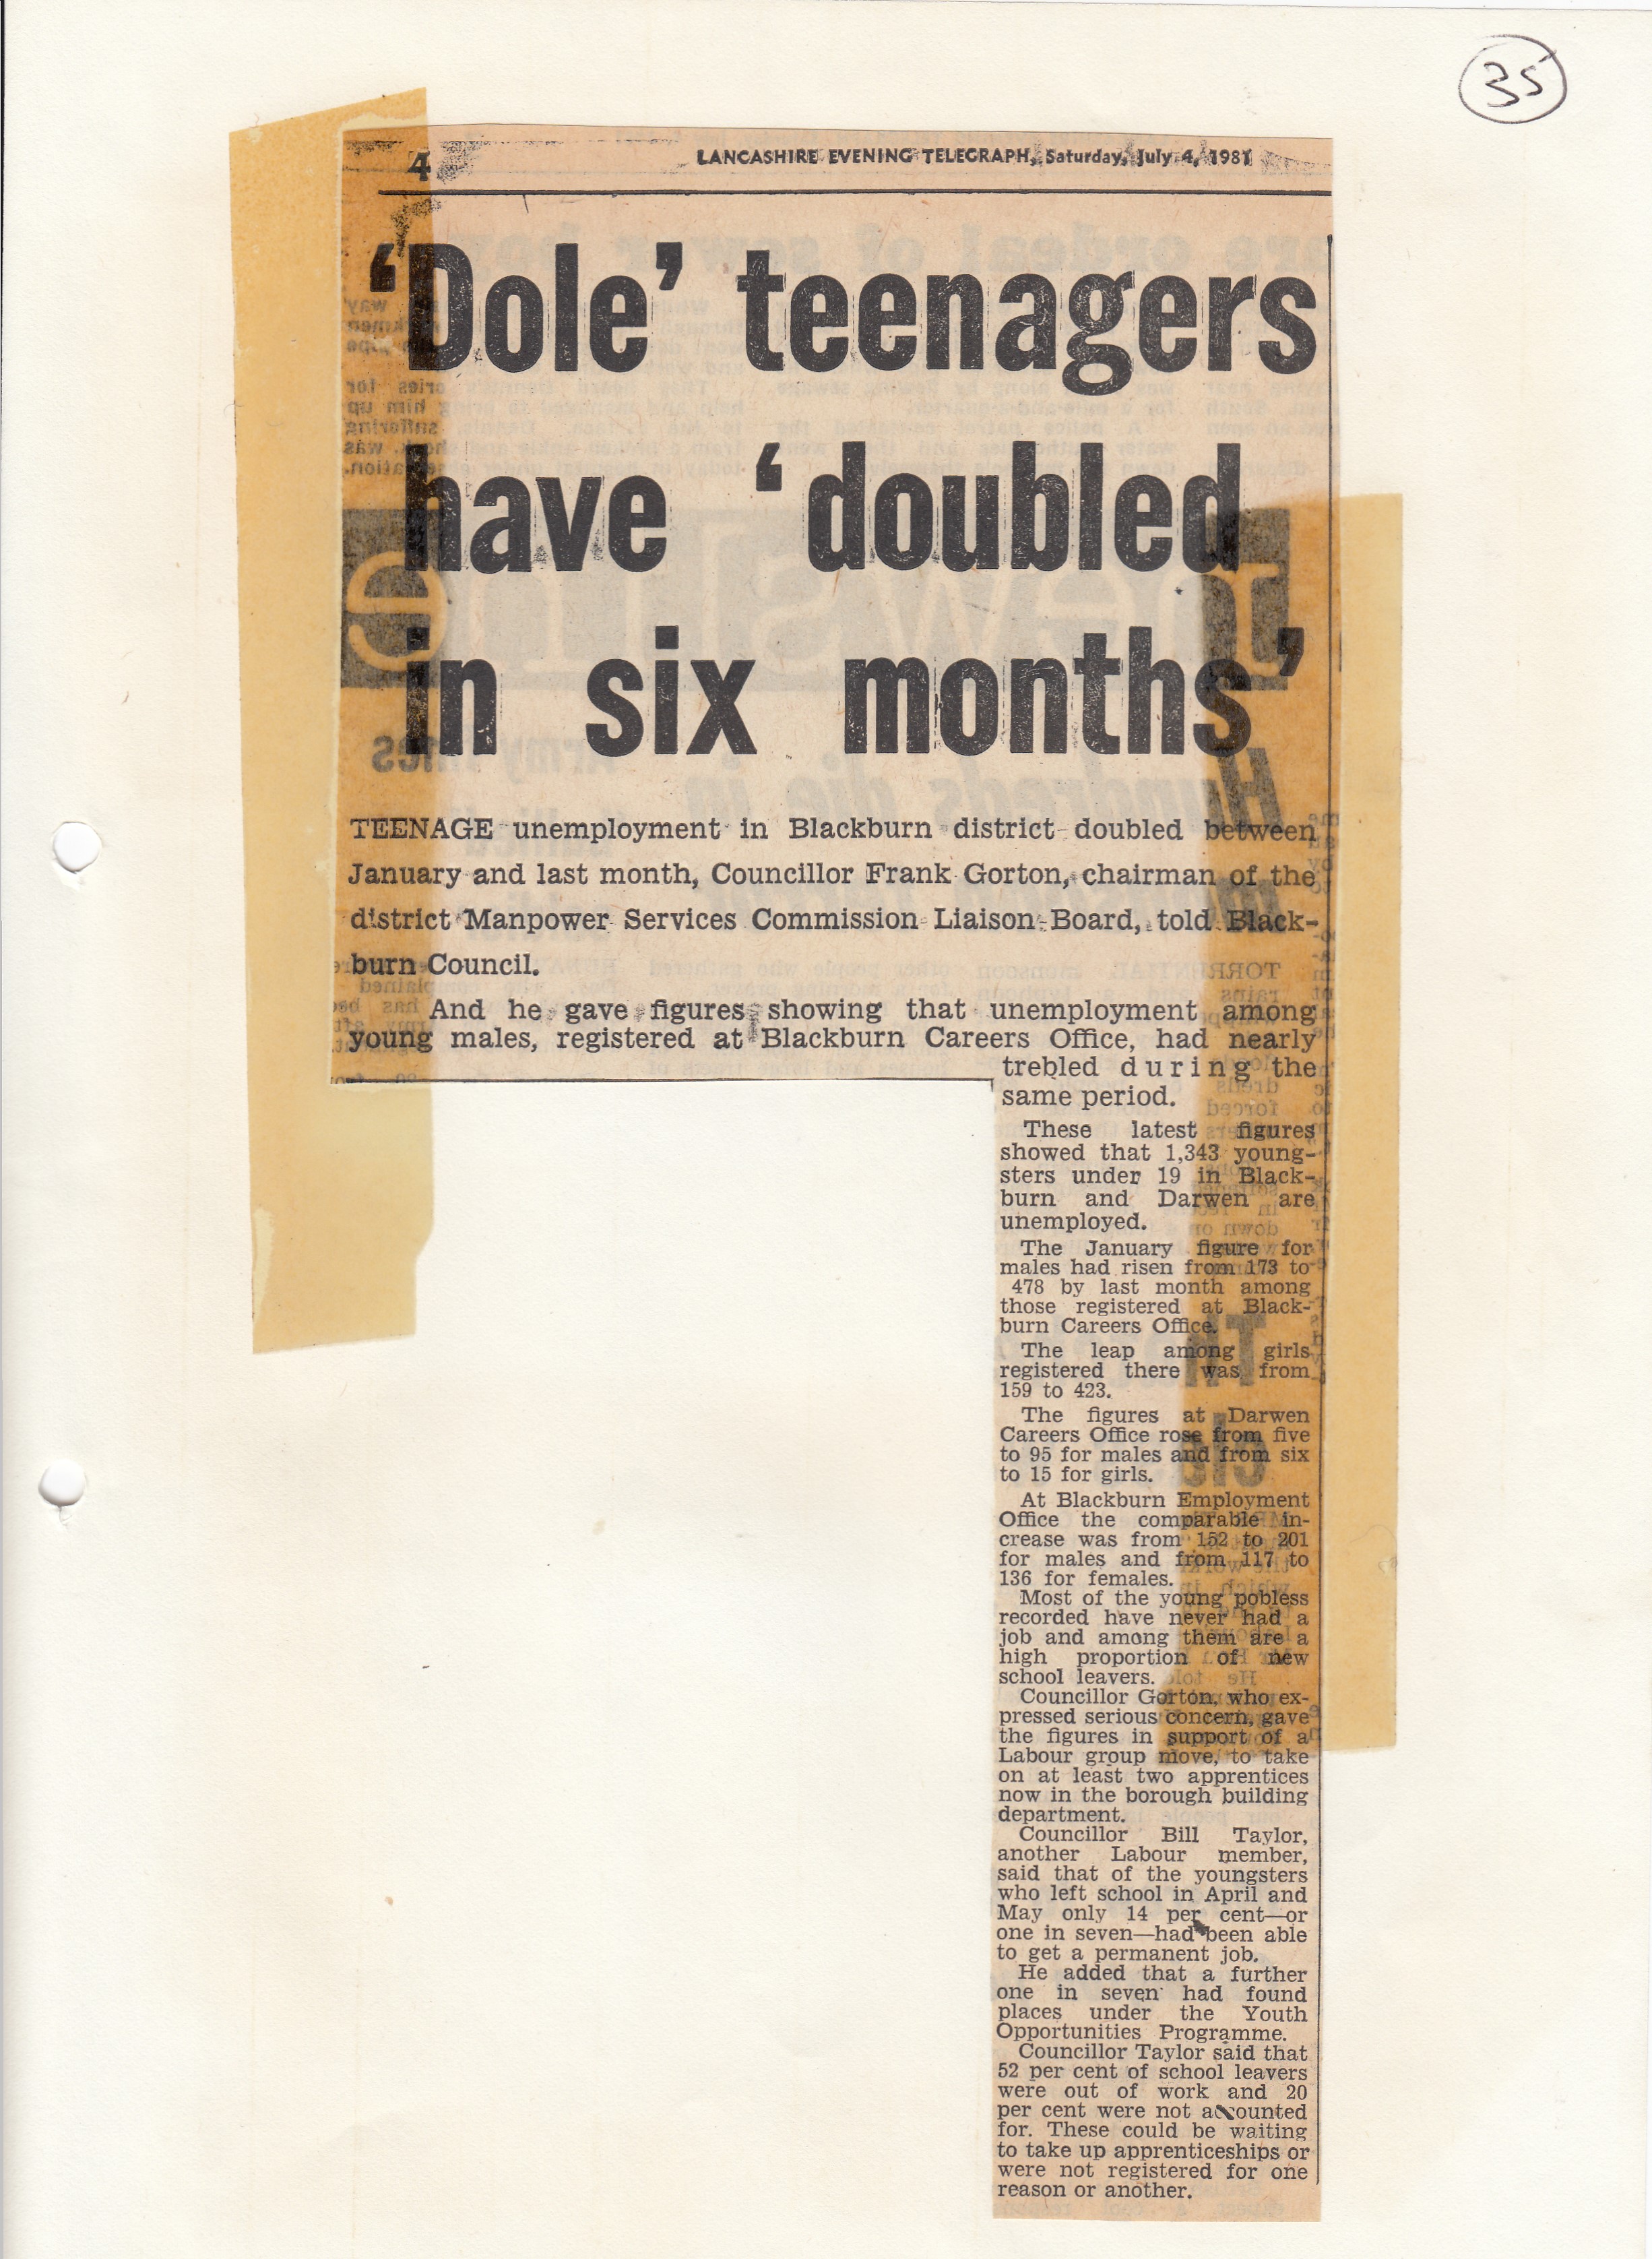 35
4
LANCASHIRE EVENING TELEGRAPH, Saturday, July 4, 1981
‘Dole’ teenagers
have ‘doubled
in six months’
TEENAGE unemployment in Blackburn district doubled between
January and last month, Councillor Frank Gorton, chairman of the
district Manpower Services Commission Liaison Board, told Black-
burn Council.
And he gave figures showing that unemployment among
young males, registered at Blackburn Careers Office, had nearly
trebled during the
same period.
These latest figures
showed that 1,343 young-
sters under 19 in Black-
burn and Darwen are
unemployed.
The January figure for
males had risen from 173 to
478 by last month among
those registered at Black-
burn Careers Office.
The leap among girls
registered there was from
159 to 423.
The figures at Darwen
Careers Office rose from five
to 95 for males and from six
to 15 for girls.
At Blackburn Employment
Office the comparable in-
crease was from 152 to 201
for males and from 117 to
136 for females.
Most of the young pobless
recorded have never had a
job and among them are a
high proportion of new
school leavers.
Councillor Gorton, who ex-
pressed serious concern, gave
the figures in support of a
Labour group move, to take
on at least two apprentices
now in the borough building
department.
Councillor Bill Taylor,
another Labour member,
said that of the youngsters
who left school in April and
May only 14 per cent—or
one in seven—had been able
to get a permanent job.
He added that a further
one in seven had found
places under the Youth
Opportunities Programme.
Councillor Taylor said that
52 per cent of school leavers
were out of work and 20
per cent were not accounted
for. These could be waiting
to take up apprenticeships or
were not registered for one
reason or another.